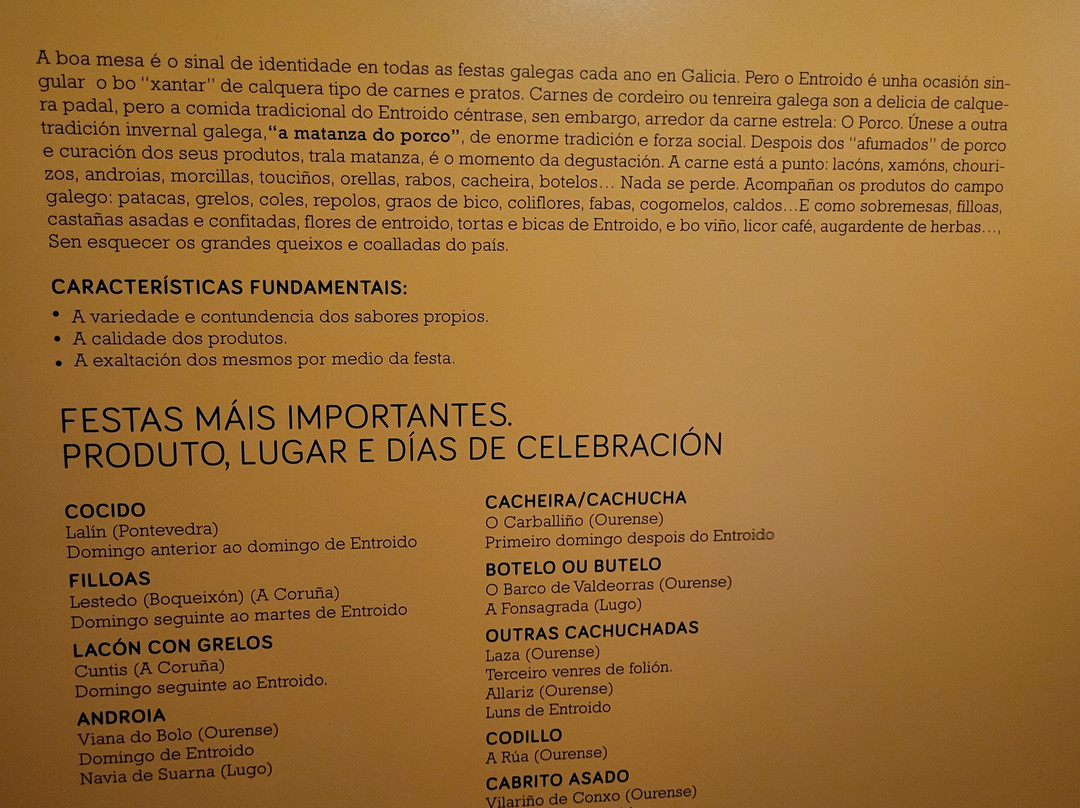 A boa mesa é o sinal de identidade en todas as festas galegas cada ano en Galicia. Pero o Entroido é unha ocasión sin-
gular o bo "xantar" de calquera tipo de carnes e pratos. Carnes de cordeiro ou tenreira galega son a delicia de calque-
ra padal, pero a comida tradicional do Entroido céntrase, sen embargo, arredor da carne estrela: O Porco. Únese a outra
tradición invernal galega,"a matanza do porco", de enorme tradición e forza social. Despois dos "afumados" de porco
e curación dos seus produtos, trala matanza, é o momento da degustación. A carne está a punto: lacóns, xamóns, chouri-
zos, androias, morcillas, touciños, orellas, rabos, cacheira, botelos... Nada se perde. Acompañan os produtos do campo
galego: patacas, grelos, coles, repolos, graos de bico, coliflores, fabas, cogomelos, caldos...E como sobremesas, filloas,
castañas asadas e confitadas, flores de entroido, tortas e bicas de Entroido, e bo viño, licor café, augardente de herbas...,
Sen esquecer os grandes queixos e coalladas do país.
CARACTERÍSTICAS FUNDAMENTAIS:
• A variedade e contundencia dos sabores propios.
• A calidade dos produtos.
• A exaltación dos mesmos por medio da festa.
FESTAS MÁIS IMPORTANTES.
PRODUTO, LUGAR E DÍAS DE CELEBRACIÓN
COCIDO
Lalín (Pontevedra)
Domingo anterior ao domingo de Entroido
FILLOAS
Lestedo (Boqueixón) (A Coruña)
Domingo seguinte ao martes de Entroido
LACÓN CON GRELOS
Cuntis (A Coruña)
Domingo seguinte ao Entroido.
ANDROIA
Viana do Bolo (Ourense)
Domingo de Entroido
Navia de Suarna (Lugo)
CACHEIRA/CACHUCHA
O Carballiño (Ourense)
Primeiro domingo despois do Entroido
BOTELO OU BUTELO
O Barco de Valdeorras (Ourense)
A Fonsagrada (Lugo)
OUTRAS CACHUCHADAS
Laza (Ourense)
Terceiro venres de folión.
Allariz (Ourense)
Luns de Entroido
CODILLO
A Rúa (Ourense)
CABRITO ASADO
Vilariño de Conxo (Ourense)